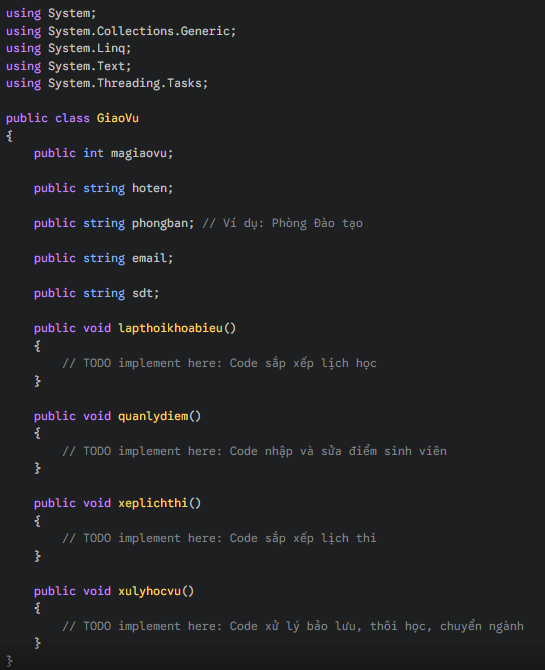 using System;
using System.Collections.Generic;
using System.Linq;
using System.Text;
using System.Threading.Tasks;
public class GiaoVu
{
public int magiaovu;
public string hoten;
public string phongban; // Ví dụ: Phòng Đào tạo
public string email;
public string sdt;
public void lapthoikhoabieu()
{
// TODO implement here: Code sắp xếp lịch học
}
public void quanlydiem()
{
// TODO implement here: Code nhập và sửa điểm sinh viên
}
public void xeplichthi()
{
// TODO implement here: Code sắp xếp lịch thi
}
public void xulyhocvu()
{
// TODO implement here: Code xử lý bảo lưu, thôi học, chuyển ngành
}
}